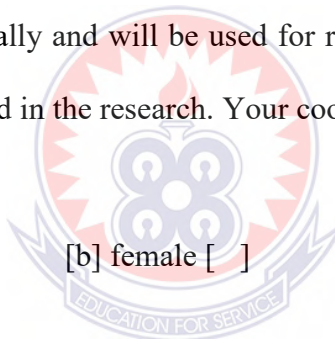 ally and will be used for r
d in the research. Your coo
[b] female [ ]
EDUCATION FOR SERVICE